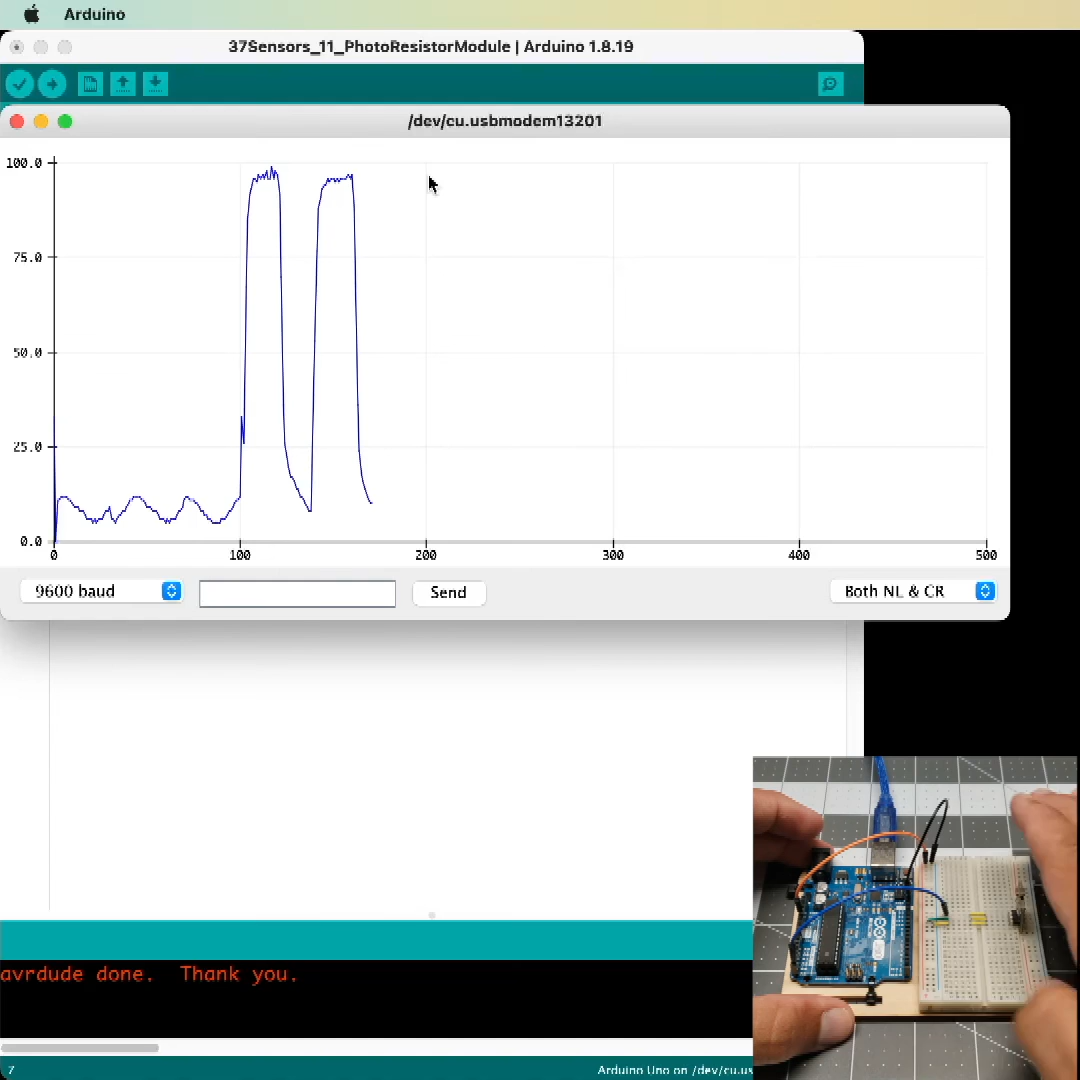 Arduino
37Sensors_11_PhotoResistorModule | Arduino 1.8.19
/dev/cu.usbmodem13201
100.0
75.0
50.0
25.0
0.0
0 100 200 300 400 500
9600 baud
Send
Both NL & CR
avrdude done.  Thank you.
7
Arduino Uno on /dev/cu.us